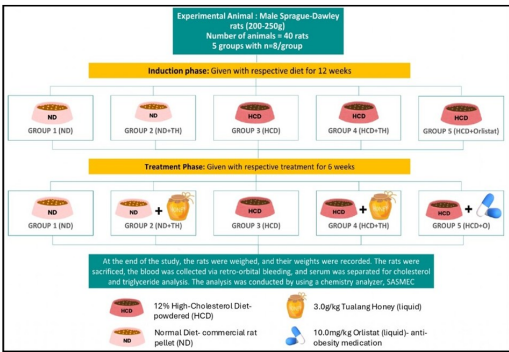 Experimental Animal : Male Sprague-Dawley
rats (200-250g)
Number of animals = 40 rats
5 groups with n=8/group
Induction phase: Given with respective diet for 12 weeks
ND ND HCD HCD HCD
GROUP 1 (ND) GROUP 2 (ND+TH) GROUP 3 (HCD) GROUP 4 (HCD+TH) GROUP 5 (HCD+Orlistat)
Treatment Phase: Given with respective treatment for 6 weeks
ND ND + HCD HCD + HCD +
GROUP 1 (ND) GROUP 2 (ND+TH) GROUP 3 (HCD) GROUP 4 (HCD+TH) GROUP 5 (HCD+O)
At the end of the study, the rats were weighed, and their weights were recorded. The rats were
sacrificed, the blood was collected via retro-orbital bleeding, and serum was separated for cholesterol
and triglyceride analysis. The analysis was conducted by using a chemistry analyzer, SASMEC
HCD
12% High-Cholesterol Diet-
powdered (HCD)
3.0g/kg Tualang Honey (liquid)
ND
Normal Diet- commercial rat
pellet (ND)
10.0mg/kg Orlistat (liquid)- anti-
obesity medication